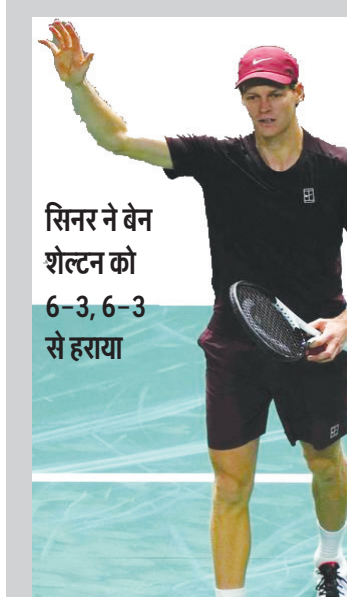 सिनर ने बेन
शेल्टन को
6-3, 6-3
से हराया